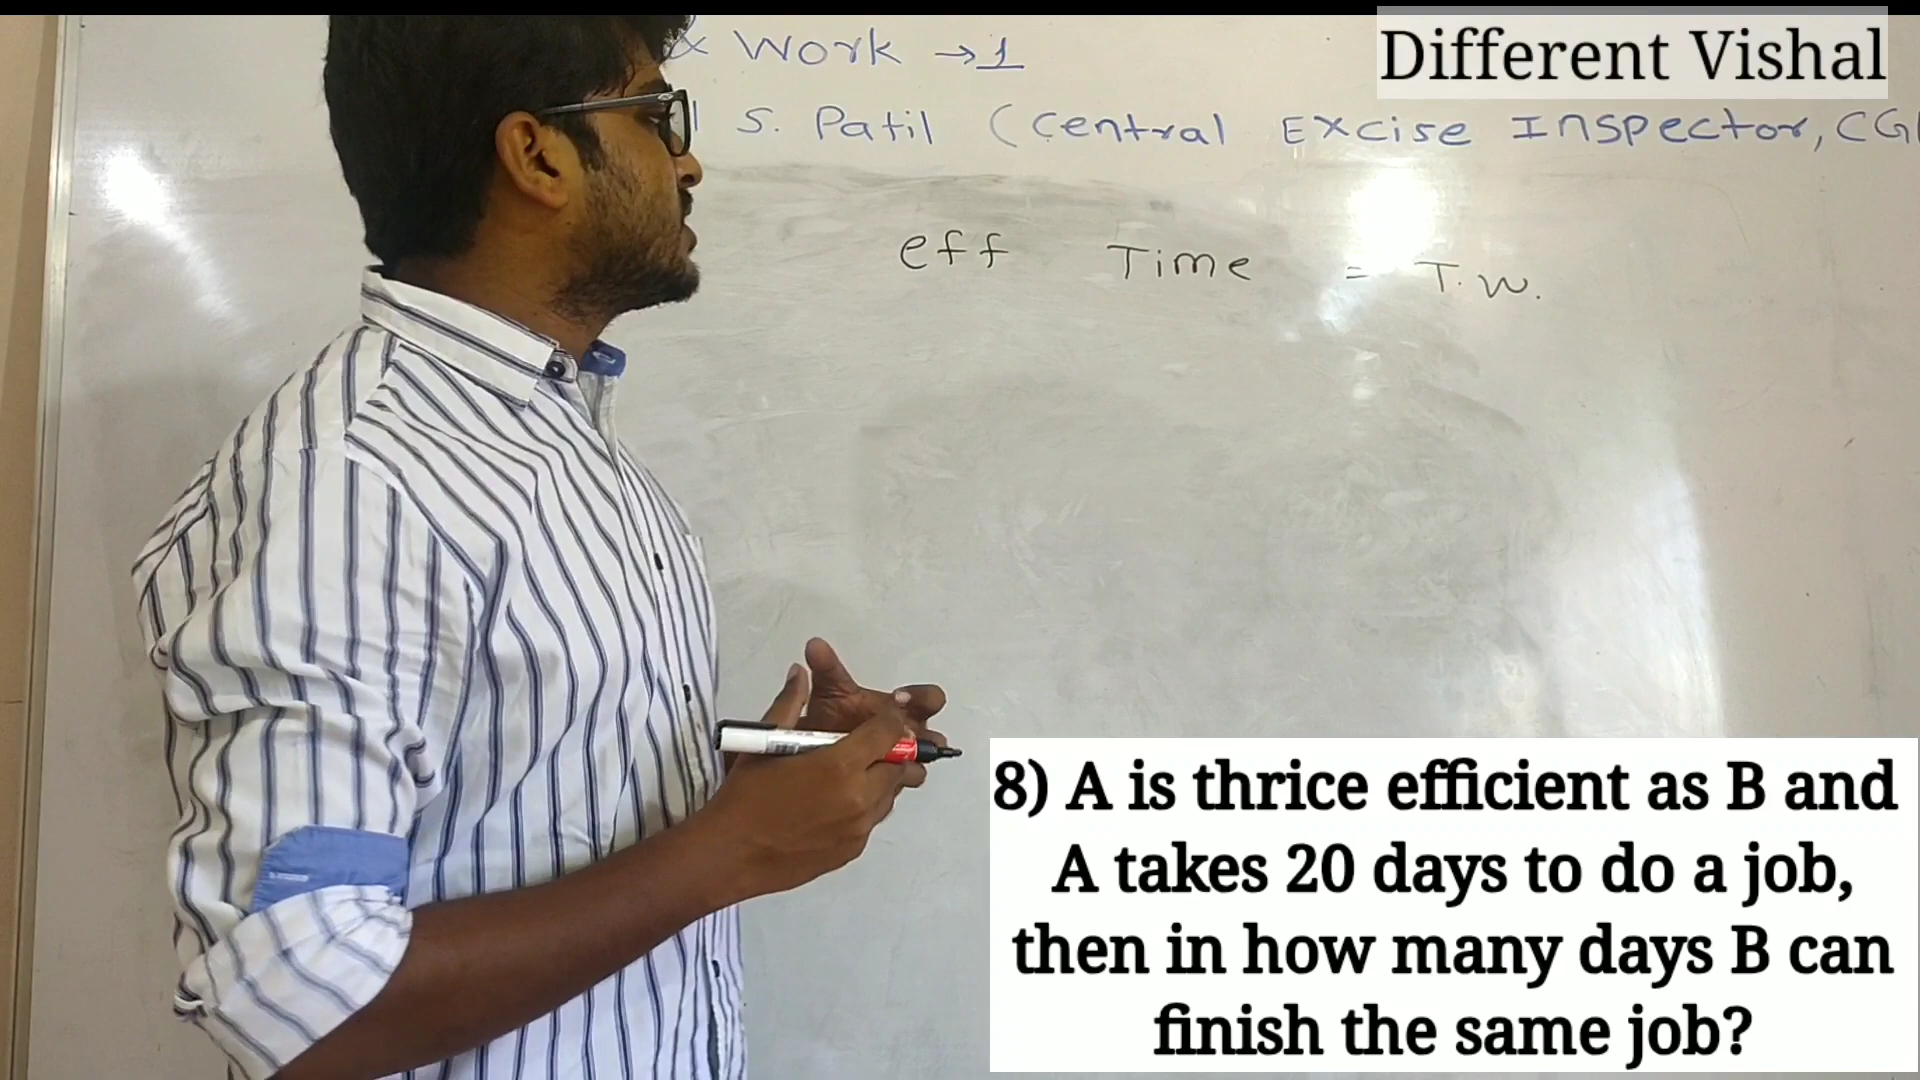 Different Vishal
& Work → 1
S. Patil (Central Excise Inspector, CG
eff Time = T.W.
8) A is thrice efficient as B and
A takes 20 days to do a job,
then in how many days B can
finish the same job?